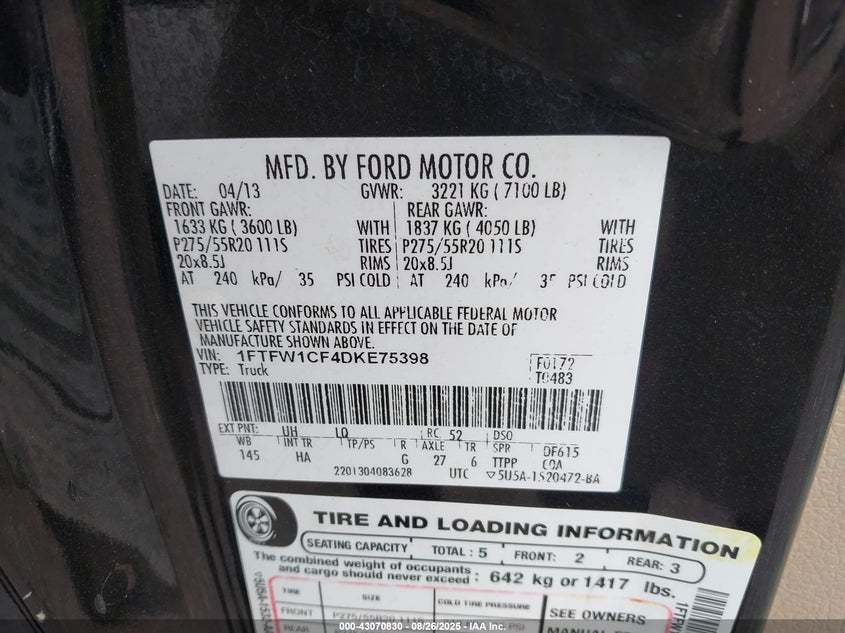 MFD. BY FORD MOTOR CO.
DATE: 04/13 GVWR: 3221 KG ( 7100 LB)
FRONT GAWR: REAR GAWR:
1633 KG ( 3600 LB) WITH 1837 KG ( 4050 LB) WITH
P275/55R20 111S TIRES P275/55R20 111S TIRES
20x8.5J RIMS 20x8.5J RIMS
AT 240 kPa/ 35 PSI COLD AT 240 kPa/ 35 PSI COLD
THIS VEHICLE CONFORMS TO ALL APPLICABLE FEDERAL MOTOR
VEHICLE SAFETY STANDARDS IN EFFECT ON THE DATE OF
MANUFACTURE SHOWN ABOVE.
VIN: 1FTFW1CF4DKE75398 F0172
TYPE: Truck T0483
EXT PNT: UH LQ RC: 52 DSO
WB INT TR TP/PS R AXLE TR SPR DF615
145 HA G 27 6 TTPP
2201304083628 UTC ▽5U5A-1520472-BA
TIRE AND LOADING INFORMATION
SEATING CAPACITY TOTAL : 5 FRONT: 2 REAR: 3
The combined weight of occupants
and cargo should never exceed : 642 kg or 1417 lbs.
TIRE SIZE COLD TIRE PRESSURE SEE OWNERS
FRONT P275/55R20 111S MANUAL
REAR
000-43070830 - 08/26/2025 - IAA Inc.